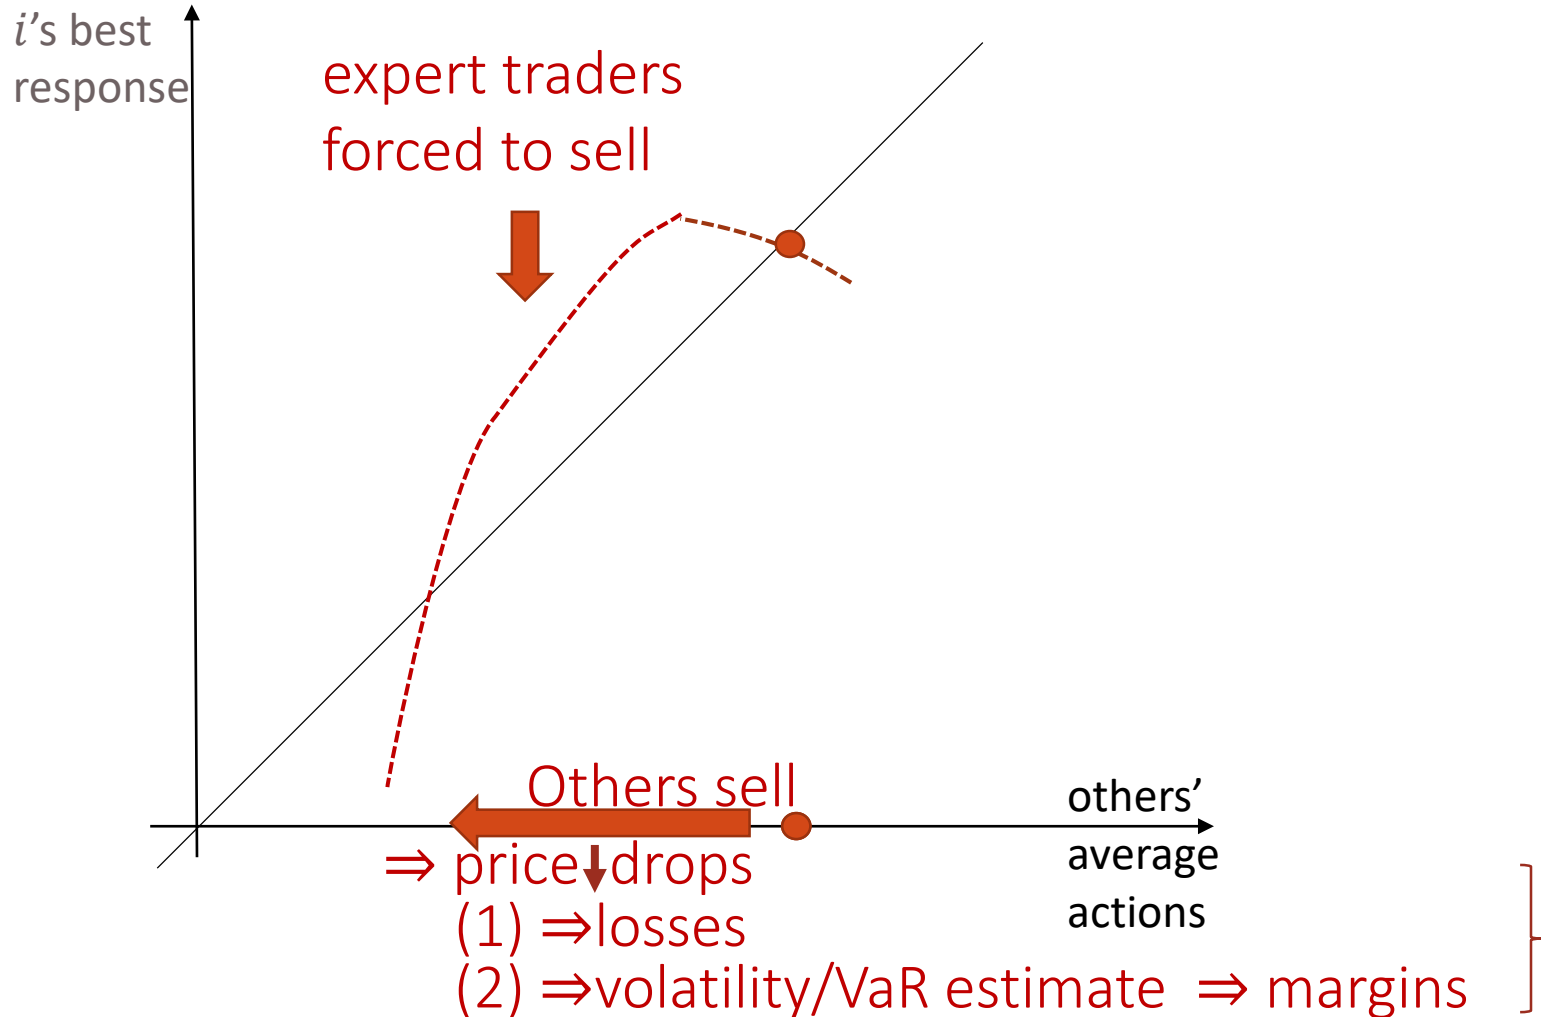 i’s best
response
expert traders
forced to sell
Others sell
others’
average
actions
⇒ price drops
(1) ⇒losses
(2) ⇒volatility/VaR estimate ⇒ margins